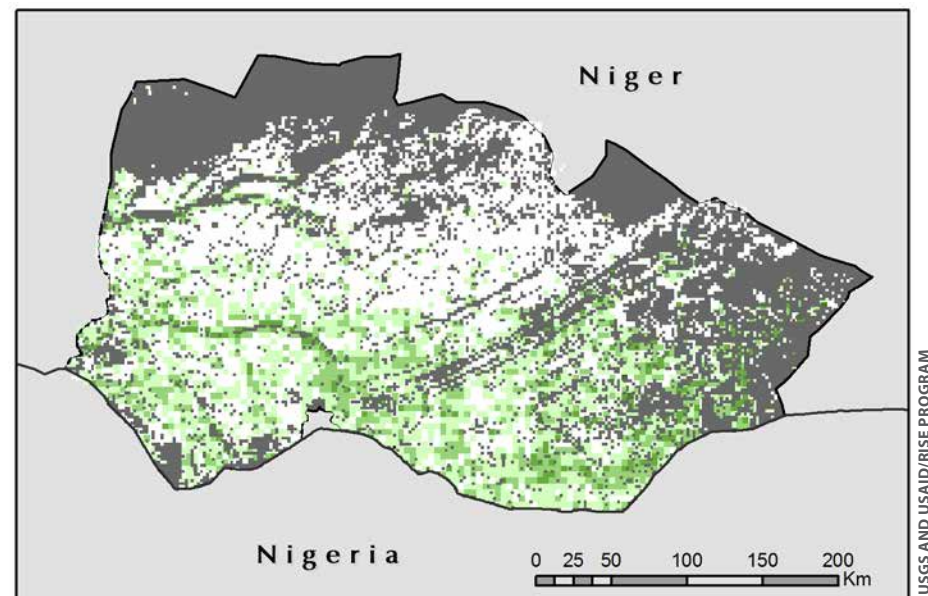 Niger
Nigeria
0 25 50 100 150 200
Km
USGS AND USAID/RISE PROGRAM